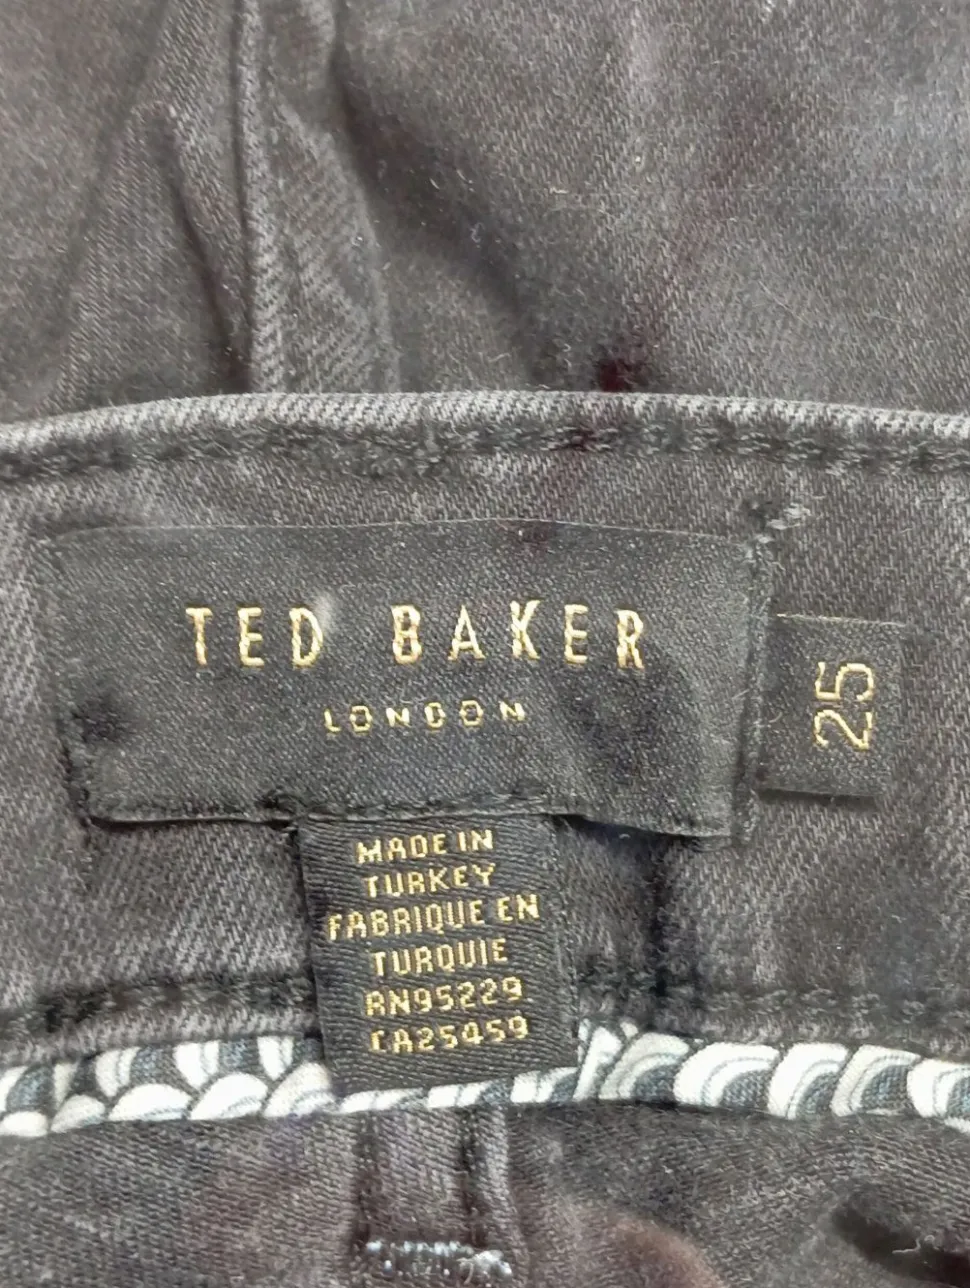 TED BAKER
LONDON
25
MADE IN
TURKEY
FABRIQUE EN
TURQUIE
RN95229
CA25459